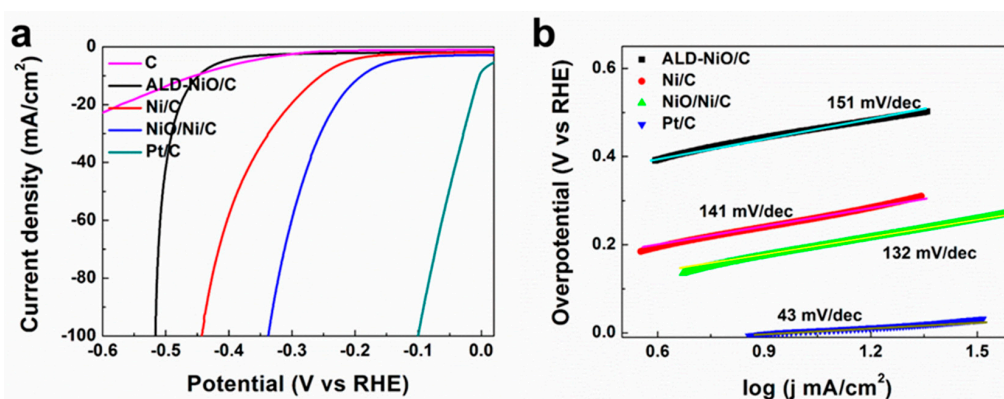 a
Current density (mA/cm²)
0
-20
-40
-60
-80
-100
C
ALD-NiO/C
Ni/C
NiO/Ni/C
Pt/C
-0.6
-0.5
-0.4
-0.3
-0.2
-0.1
0.0
Potential (V vs RHE)
b
Overpotential (V vs RHE)
0.6
0.4
0.2
0.0
ALD-NiO/C
Ni/C
NiO/Ni/C
Pt/C
151 mV/dec
141 mV/dec
132 mV/dec
43 mV/dec
0.6
0.9
1.2
1.5
log (j mA/cm²)